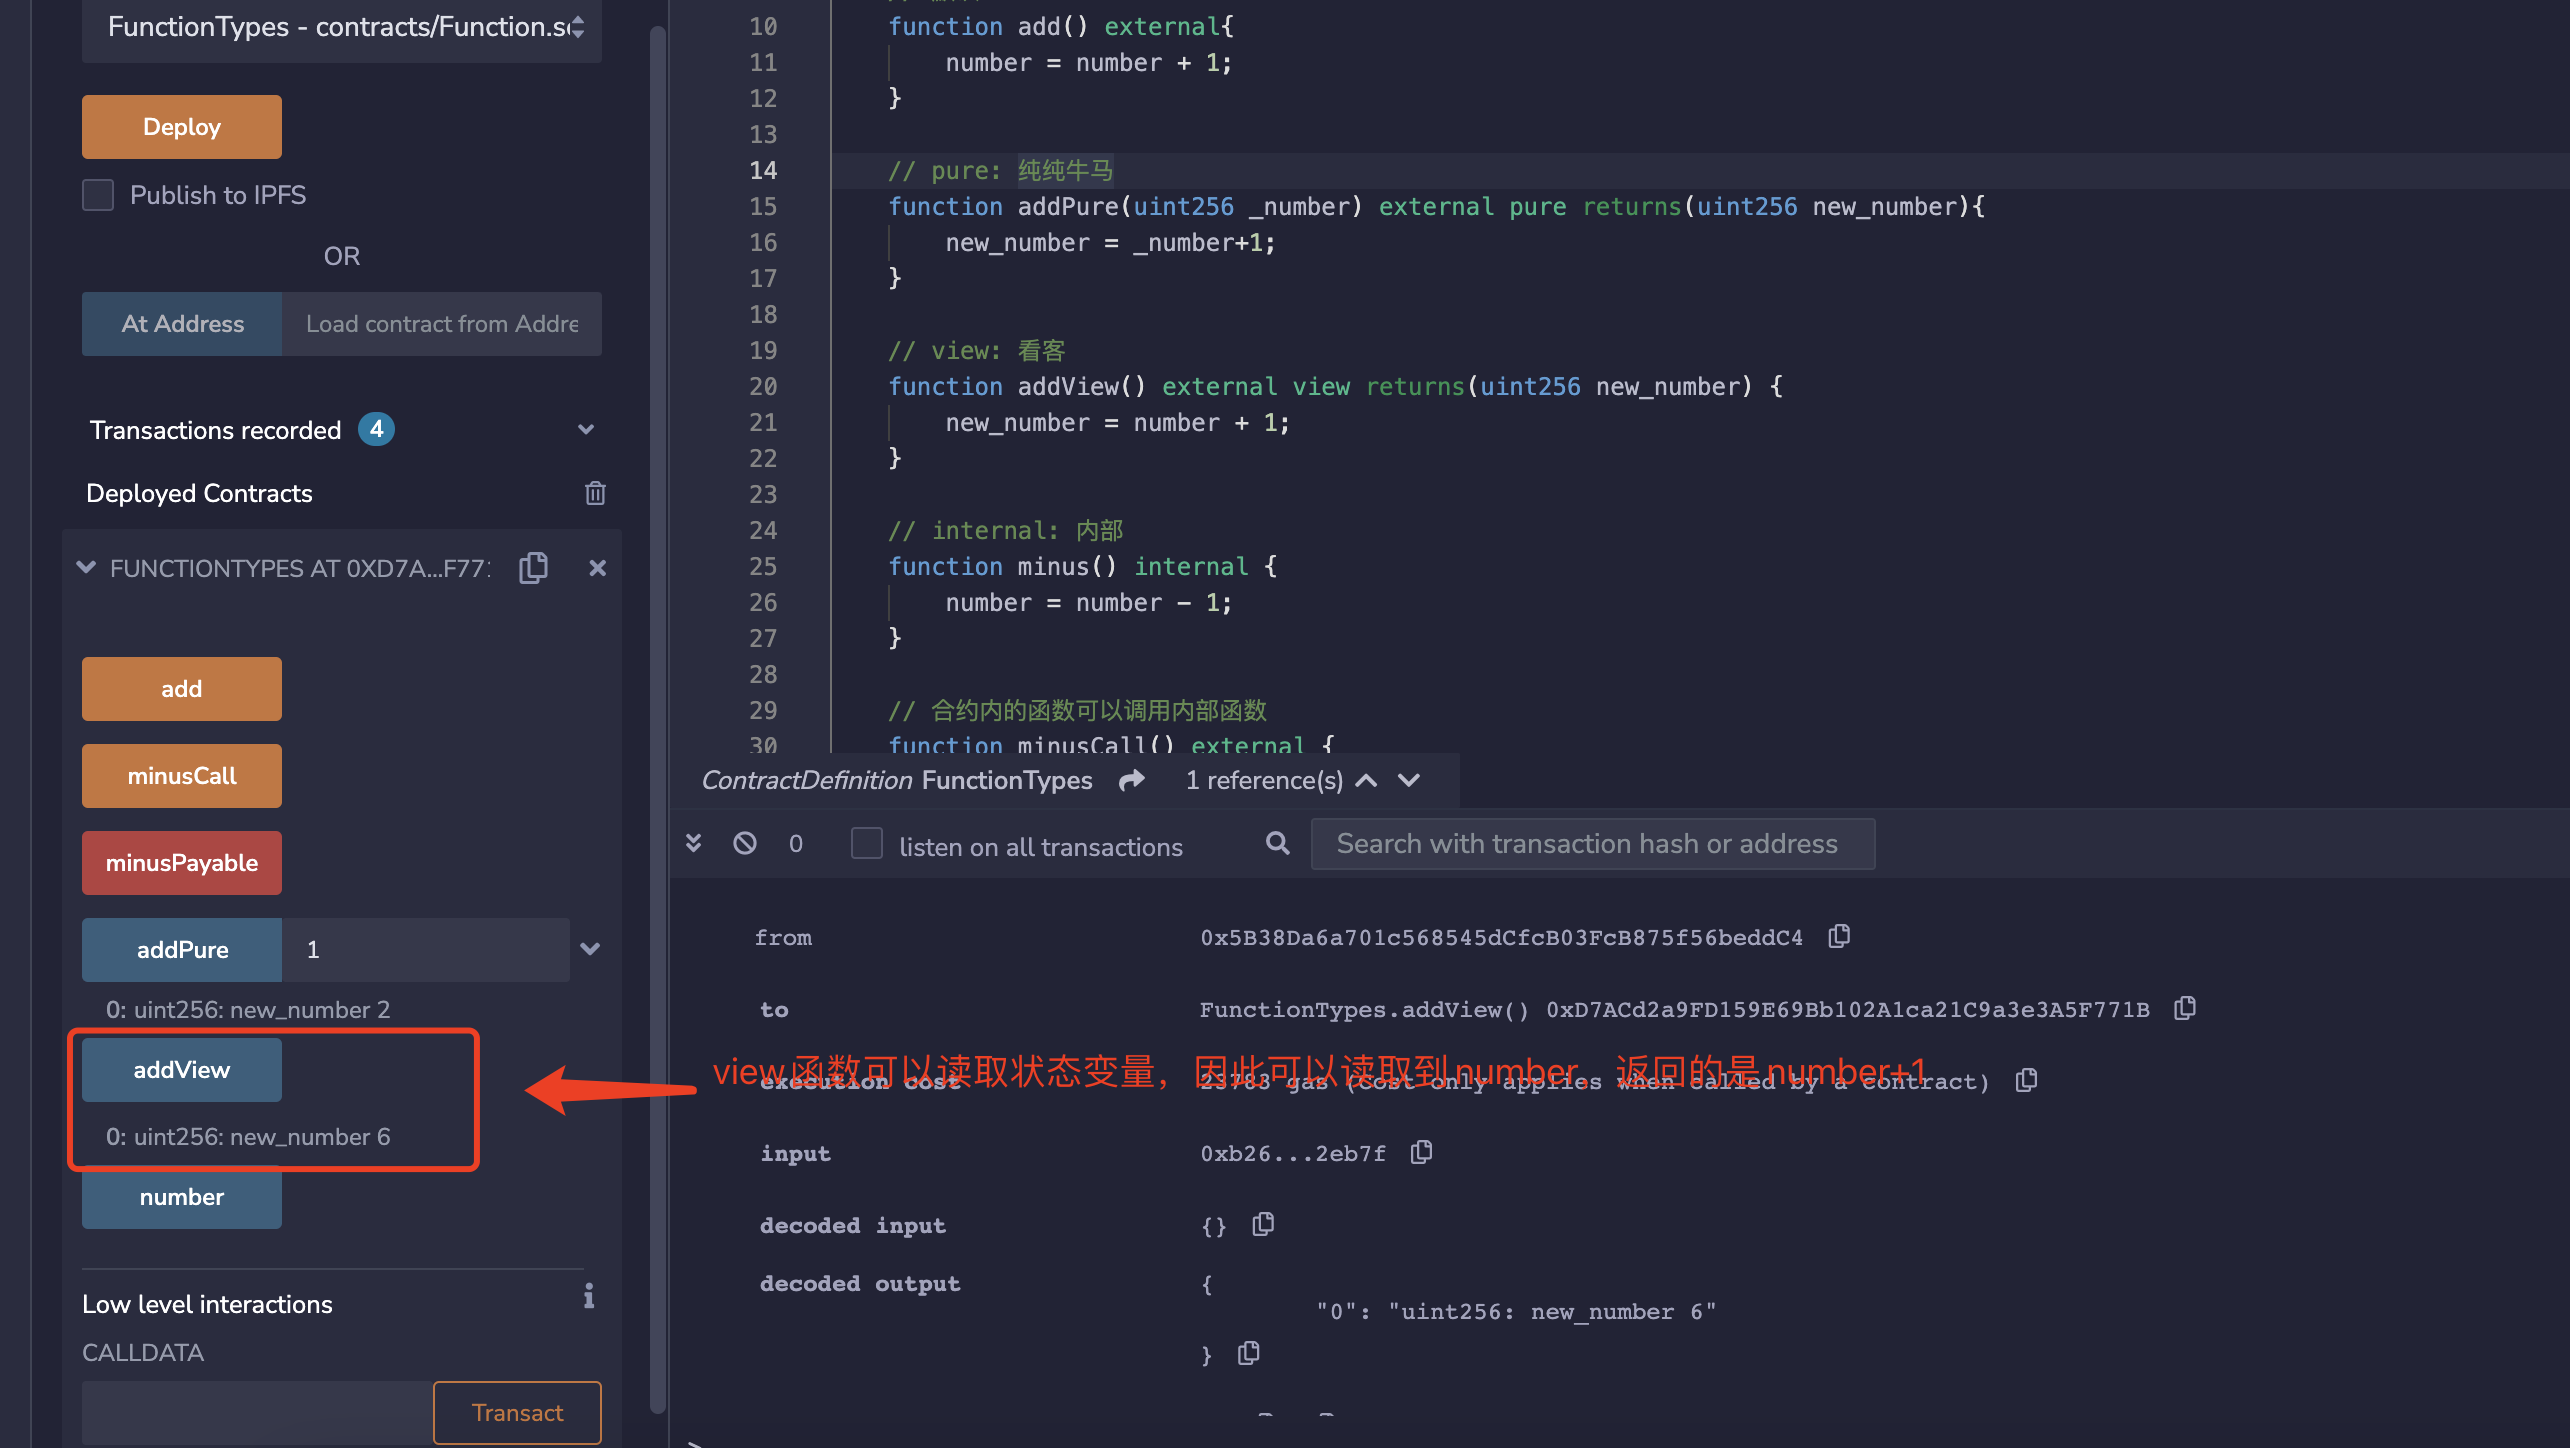 FunctionTypes - contracts/Function.s
Deploy
Publish to IPFS
OR
At Address
Load contract from Addre
Transactions recorded 4
Deployed Contracts
FUNCTIONTYPES AT 0XD7A...F771
add
minusCall
minusPayable
addPure 1
0: uint256: new_number 2
addView
0: uint256: new_number 6
number
Low level interactions
CALLDATA
Transact
10 function add() external{
11 number = number + 1;
12 }
13
14 // pure: 纯纯牛马
15 function addPure(uint256 _number) external pure returns(uint256 new_number){
16 new_number = _number+1;
17 }
18
19 // view: 看客
20 function addView() external view returns(uint256 new_number) {
21 new_number = number + 1;
22 }
23
24 // internal: 内部
25 function minus() internal {
26 number = number - 1;
27 }
28
29 // 合约内的函数可以调用内部函数
30 function minusCall() external {
ContractDefinition FunctionTypes 1 reference(s)
0 listen on all transactions Search with transaction hash or address
from 0x5B38Da6a701c568545dCfcB03FcB875f56beddC4
to FunctionTypes.addView() 0xD7ACd2a9FD159E69Bb102A1ca21C9a3e3A5F771B
view函数可以读取状态变量，因此可以读取到number，返回的是number+1
execution cost 23783 gas (Cost only applies when called by a contract)
input 0xb26...2eb7f
decoded input {}
decoded output {
"0": "uint256: new_number 6"
}
>